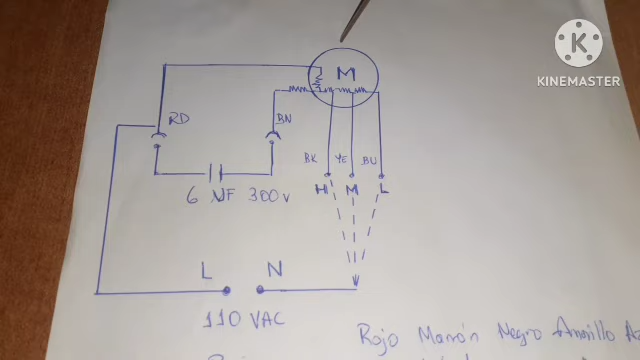 K
KINEMASTER
M
RD
BN
BK YE BU
6 NF 300v
H M L
L N
110 VAC
Rojo Marrón Negro Amarillo